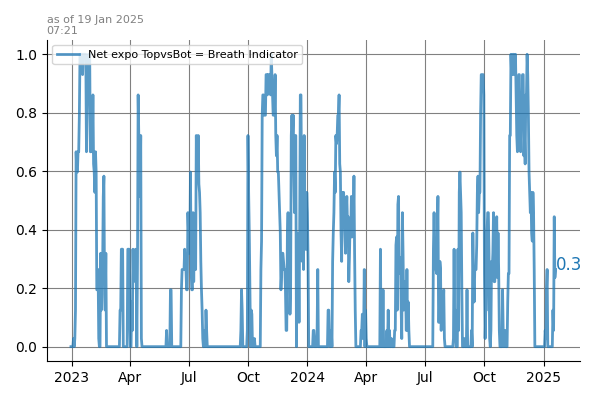 as of 19 Jan 2025
07:21
Net expo TopvsBot = Breath Indicator
1.0
0.8
0.6
0.4
0.3
0.2
0.0
2023 Apr Jul Oct 2024 Apr Jul Oct 2025